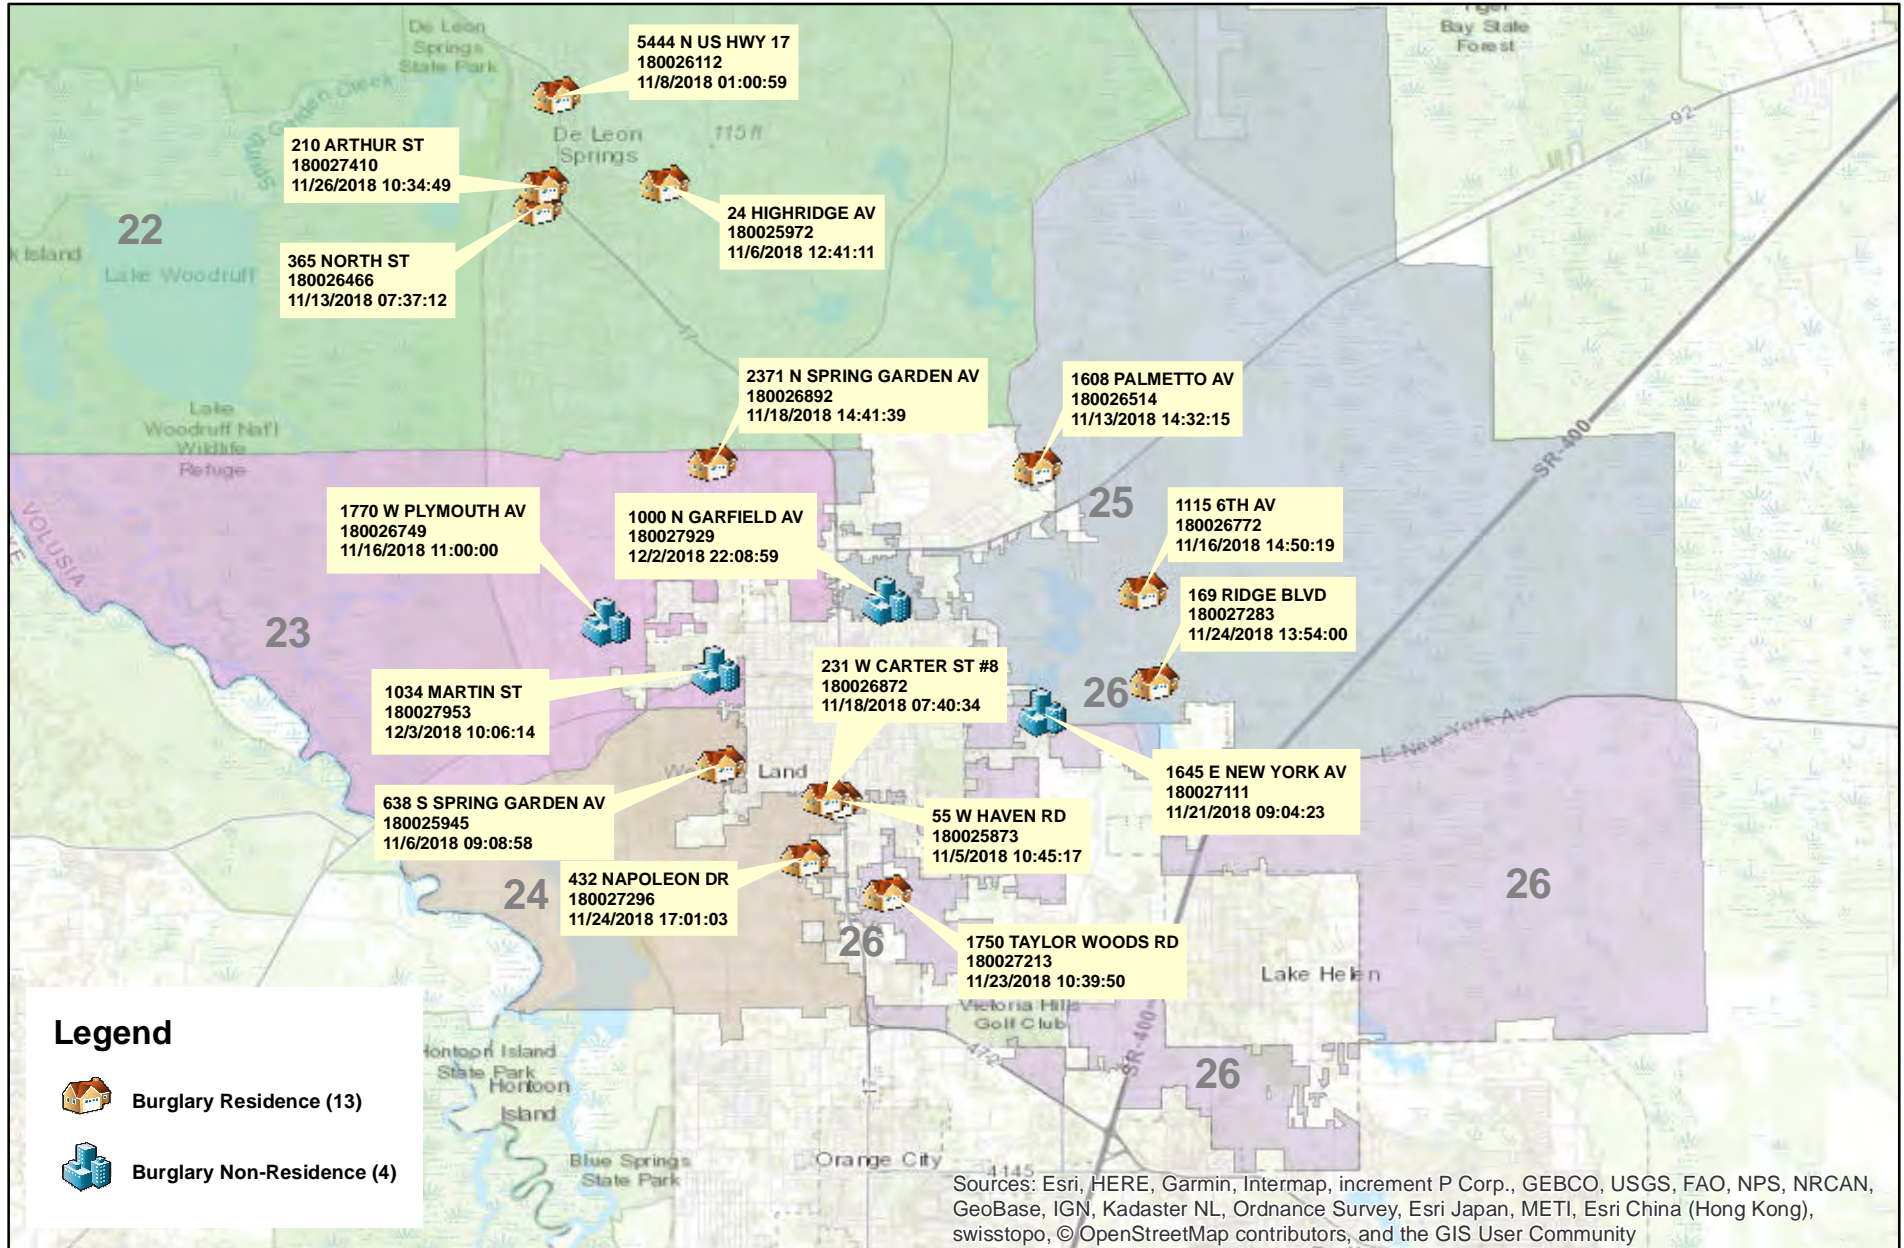 De Leon
Springs
State Park
Tiger
Bay State
Forest
5444 N US HWY 17
180026112
11/8/2018 01:00:59
Spring Garden Creek
92
210 ARTHUR ST
180027410
11/26/2018 10:34:49
De Leon
Springs
115 ft
22
k Island
Lake Woodruff
24 HIGHRIDGE AV
180025972
11/6/2018 12:41:11
365 NORTH ST
180026466
11/13/2018 07:37:12
17
2371 N SPRING GARDEN AV
180026892
11/18/2018 14:41:39
1608 PALMETTO AV
180026514
11/13/2018 14:32:15
Lake
Woodruff Nat'l
Wildlife
Refuge
SR-400
VOLUSIA
KE
1770 W PLYMOUTH AV
180026749
11/16/2018 11:00:00
1000 N GARFIELD AV
180027929
12/2/2018 22:08:59
25
1115 6TH AV
180026772
11/16/2018 14:50:19
169 RIDGE BLVD
180027283
11/24/2018 13:54:00
23
1034 MARTIN ST
180027953
12/3/2018 10:06:14
231 W CARTER ST #8
180026872
11/18/2018 07:40:34
26
E New York Ave
We
Land
1645 E NEW YORK AV
180027111
11/21/2018 09:04:23
638 S SPRING GARDEN AV
180025945
11/6/2018 09:08:58
55 W HAVEN RD
180025873
11/5/2018 10:45:17
24
432 NAPOLEON DR
180027296
11/24/2018 17:01:03
26
26
1750 TAYLOR WOODS RD
180027213
11/23/2018 10:39:50
Lake Helen
Victoria Hills
Golf Club
SR-400
472
26
17
Hontoon Island
State Park
Hontoon
Island
Blue Springs
State Park
Orange City
4145
Legend
Burglary Residence (13)
Burglary Non-Residence (4)
Sources: Esri, HERE, Garmin, Intermap, increment P Corp., GEBCO, USGS, FAO, NPS, NRCAN,
GeoBase, IGN, Kadaster NL, Ordnance Survey, Esri Japan, METI, Esri China (Hong Kong),
swisstopo, © OpenStreetMap contributors, and the GIS User Community